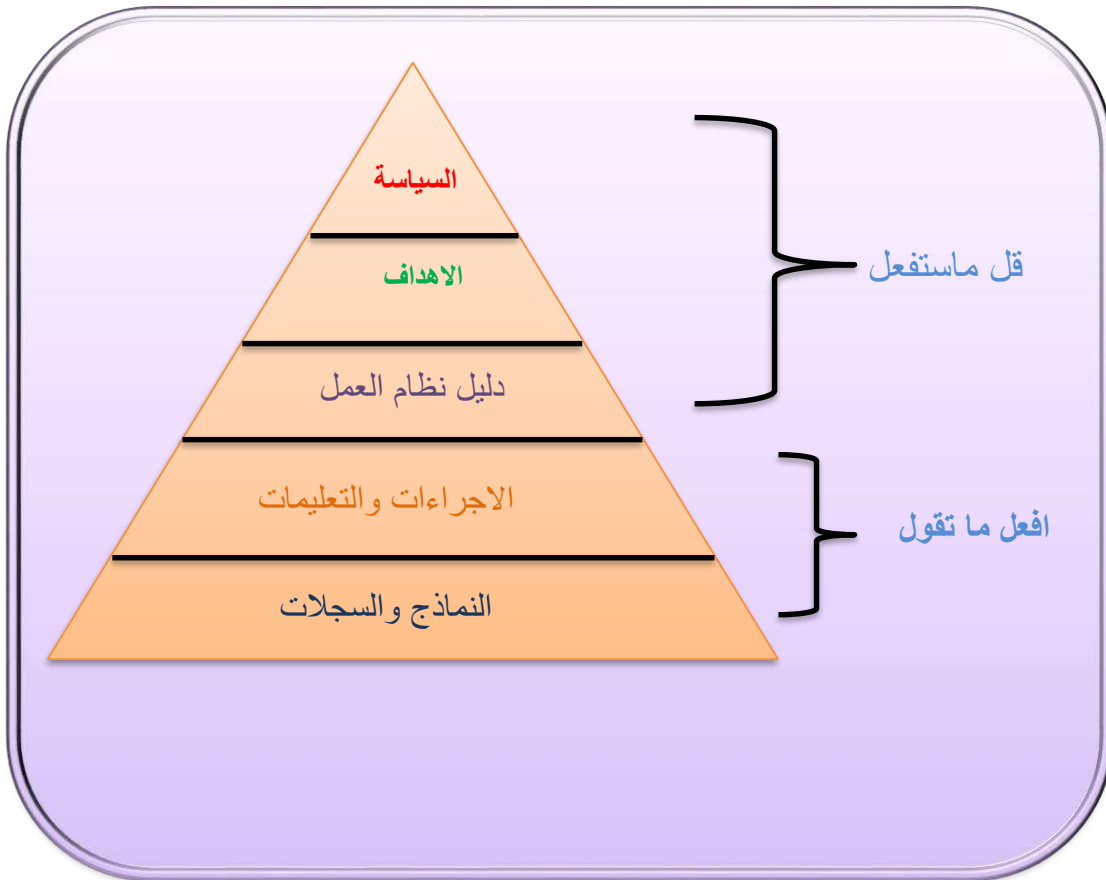 السياسة
الاهداف
دليل نظام العمل
الاجراءات والتعليمات
النماذج والسجلات
قل ماستفعل
افعل ما تقول